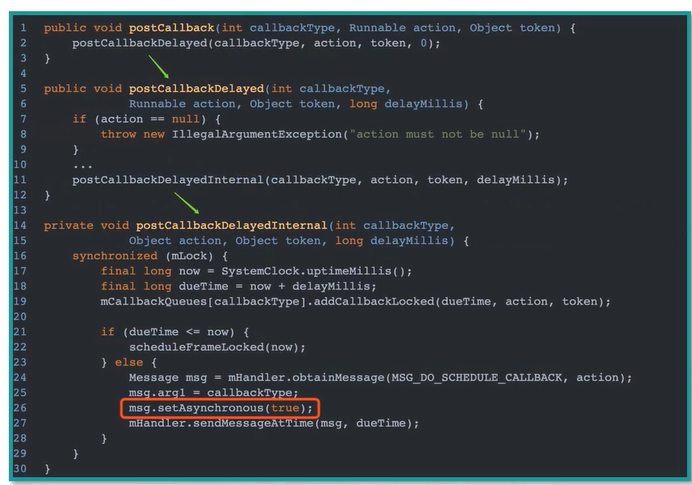 1 public void postCallback(int callbackType, Runnable action, Object token) {
2 postCallbackDelayed(callbackType, action, token, 0);
3 }
4
5 public void postCallbackDelayed(int callbackType,
6 Runnable action, Object token, long delayMillis) {
7 if (action == null) {
8 throw new IllegalArgumentException("action must not be null");
9 }
10 ...
11 postCallbackDelayedInternal(callbackType, action, token, delayMillis);
12 }
13
14 private void postCallbackDelayedInternal(int callbackType,
15 Object action, Object token, long delayMillis) {
16 synchronized (mLock) {
17 final long now = SystemClock.uptimeMillis();
18 final long dueTime = now + delayMillis;
19 mCallbackQueues[callbackType].addCallbackLocked(dueTime, action, token);
20
21 if (dueTime <= now) {
22 scheduleFrameLocked(now);
23 } else {
24 Message msg = mHandler.obtainMessage(MSG_DO_SCHEDULE_CALLBACK, action);
25 msg.arg1 = callbackType;
26 msg.setAsynchronous(true);
27 mHandler.sendMessageAtTime(msg, dueTime);
28 }
29 }
30 }